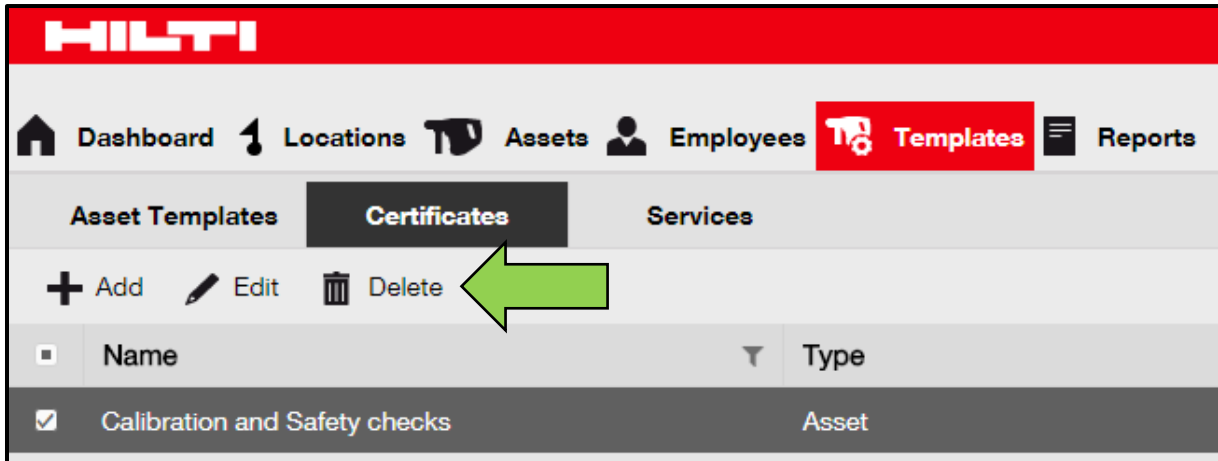 HILTI
Dashboard Locations Assets Employees Templates Reports
Asset Templates Certificates Services
Add Edit Delete
Name Type
Calibration and Safety checks Asset